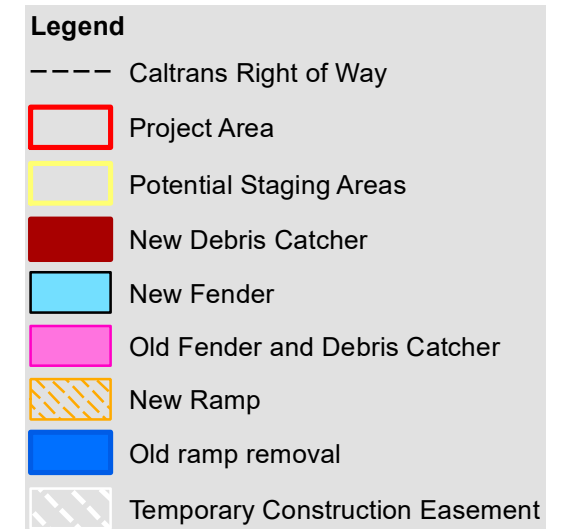 Legend
Caltrans Right of Way
Project Area
Potential Staging Areas
New Debris Catcher
New Fender
Old Fender and Debris Catcher
New Ramp
Old ramp removal
Temporary Construction Easement